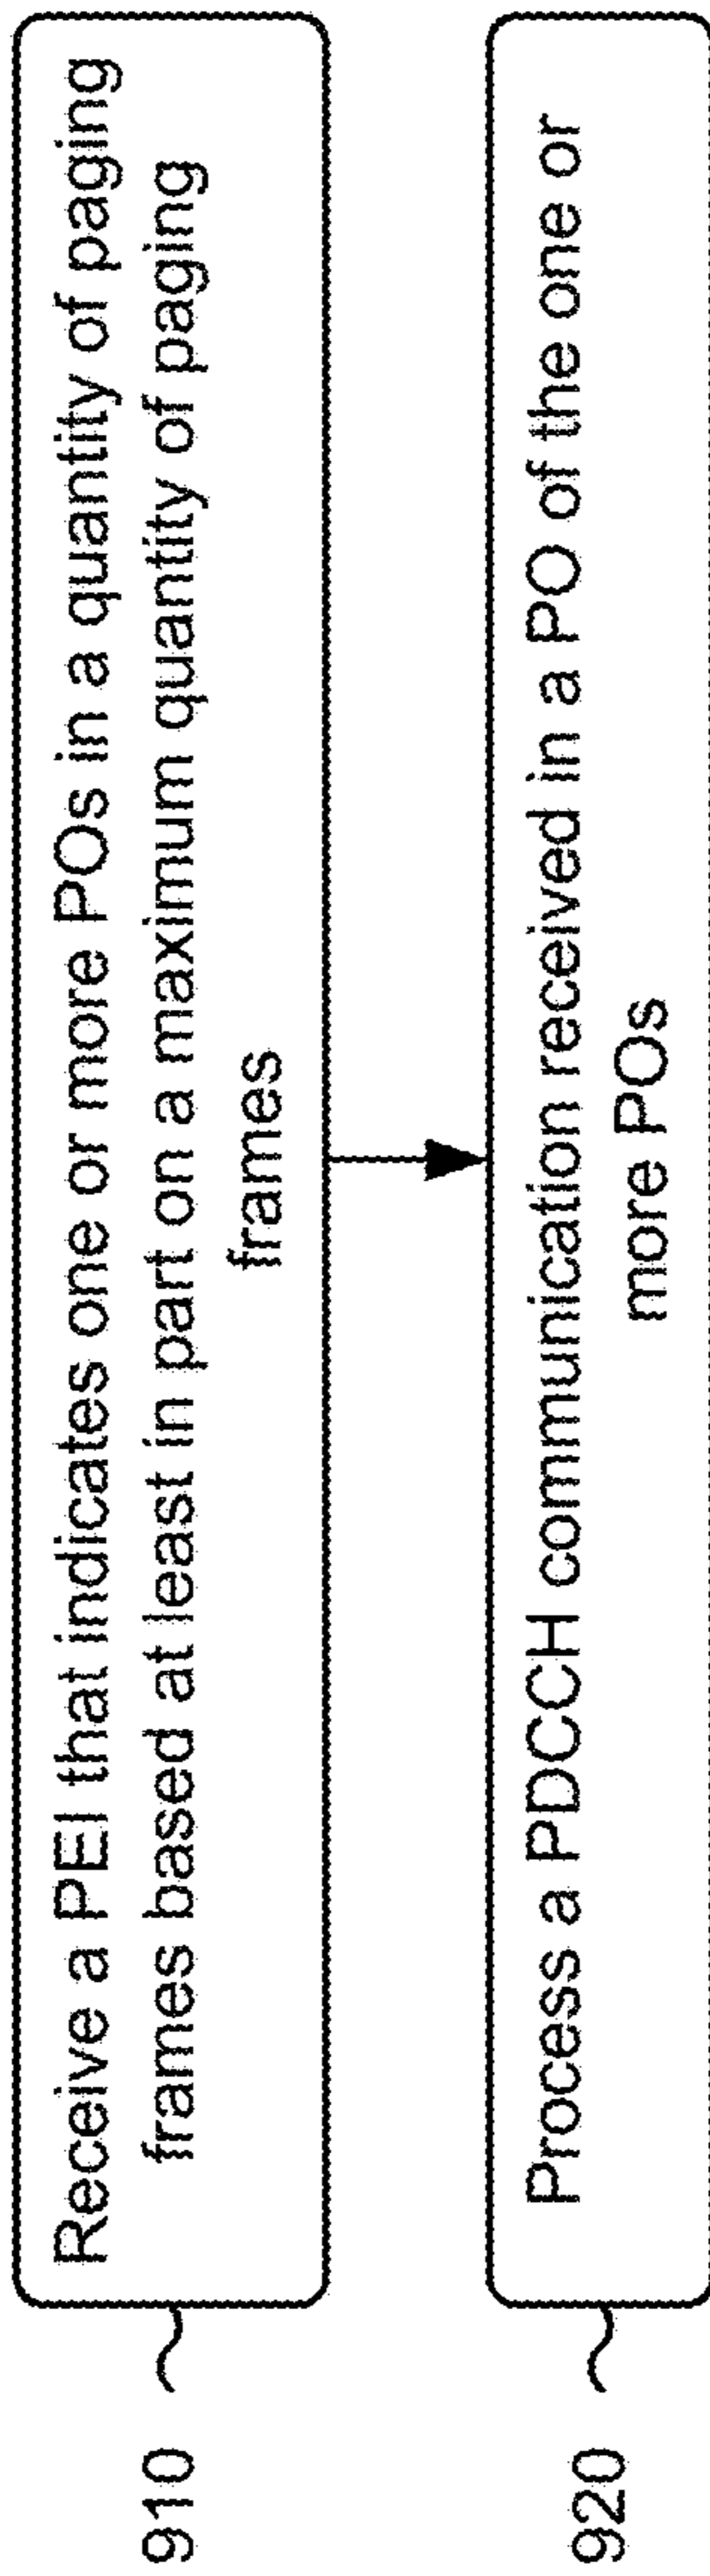 910
Receive a PEI that indicates one or more POs in a quantity of paging
frames based at least in part on a maximum quantity of paging
frames
920
Process a PDCCH communication received in a PO of the one or
more POs